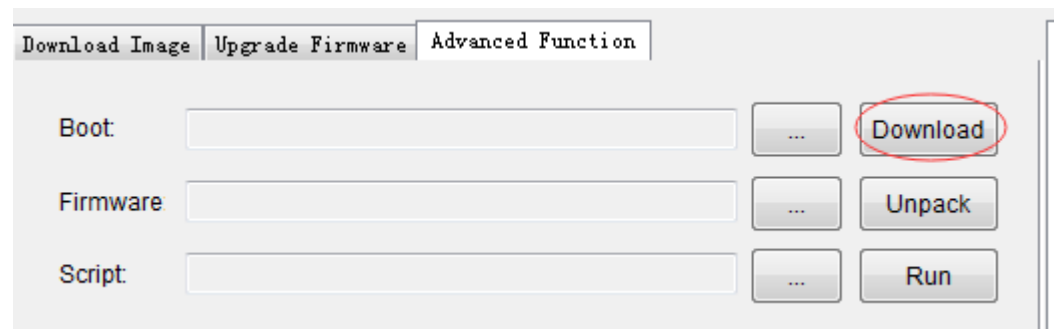 Download Image Upgrade Firmware Advanced Function
Boot: ... Download
Firmware ... Unpack
Script: ... Run